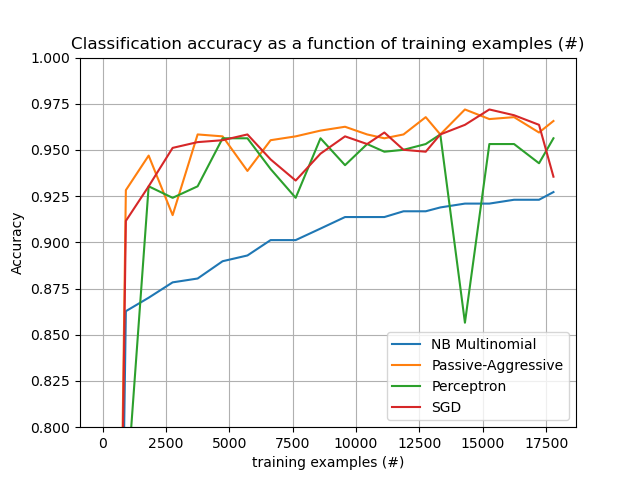 Classification accuracy as a function of training examples (#)
1.000
0.975
0.950
0.925
0.900
0.875
0.850
0.825
0.800
Accuracy
NB Multinomial
Passive-Aggressive
Perceptron
SGD
0 2500 5000 7500 10000 12500 15000 17500
training examples (#)